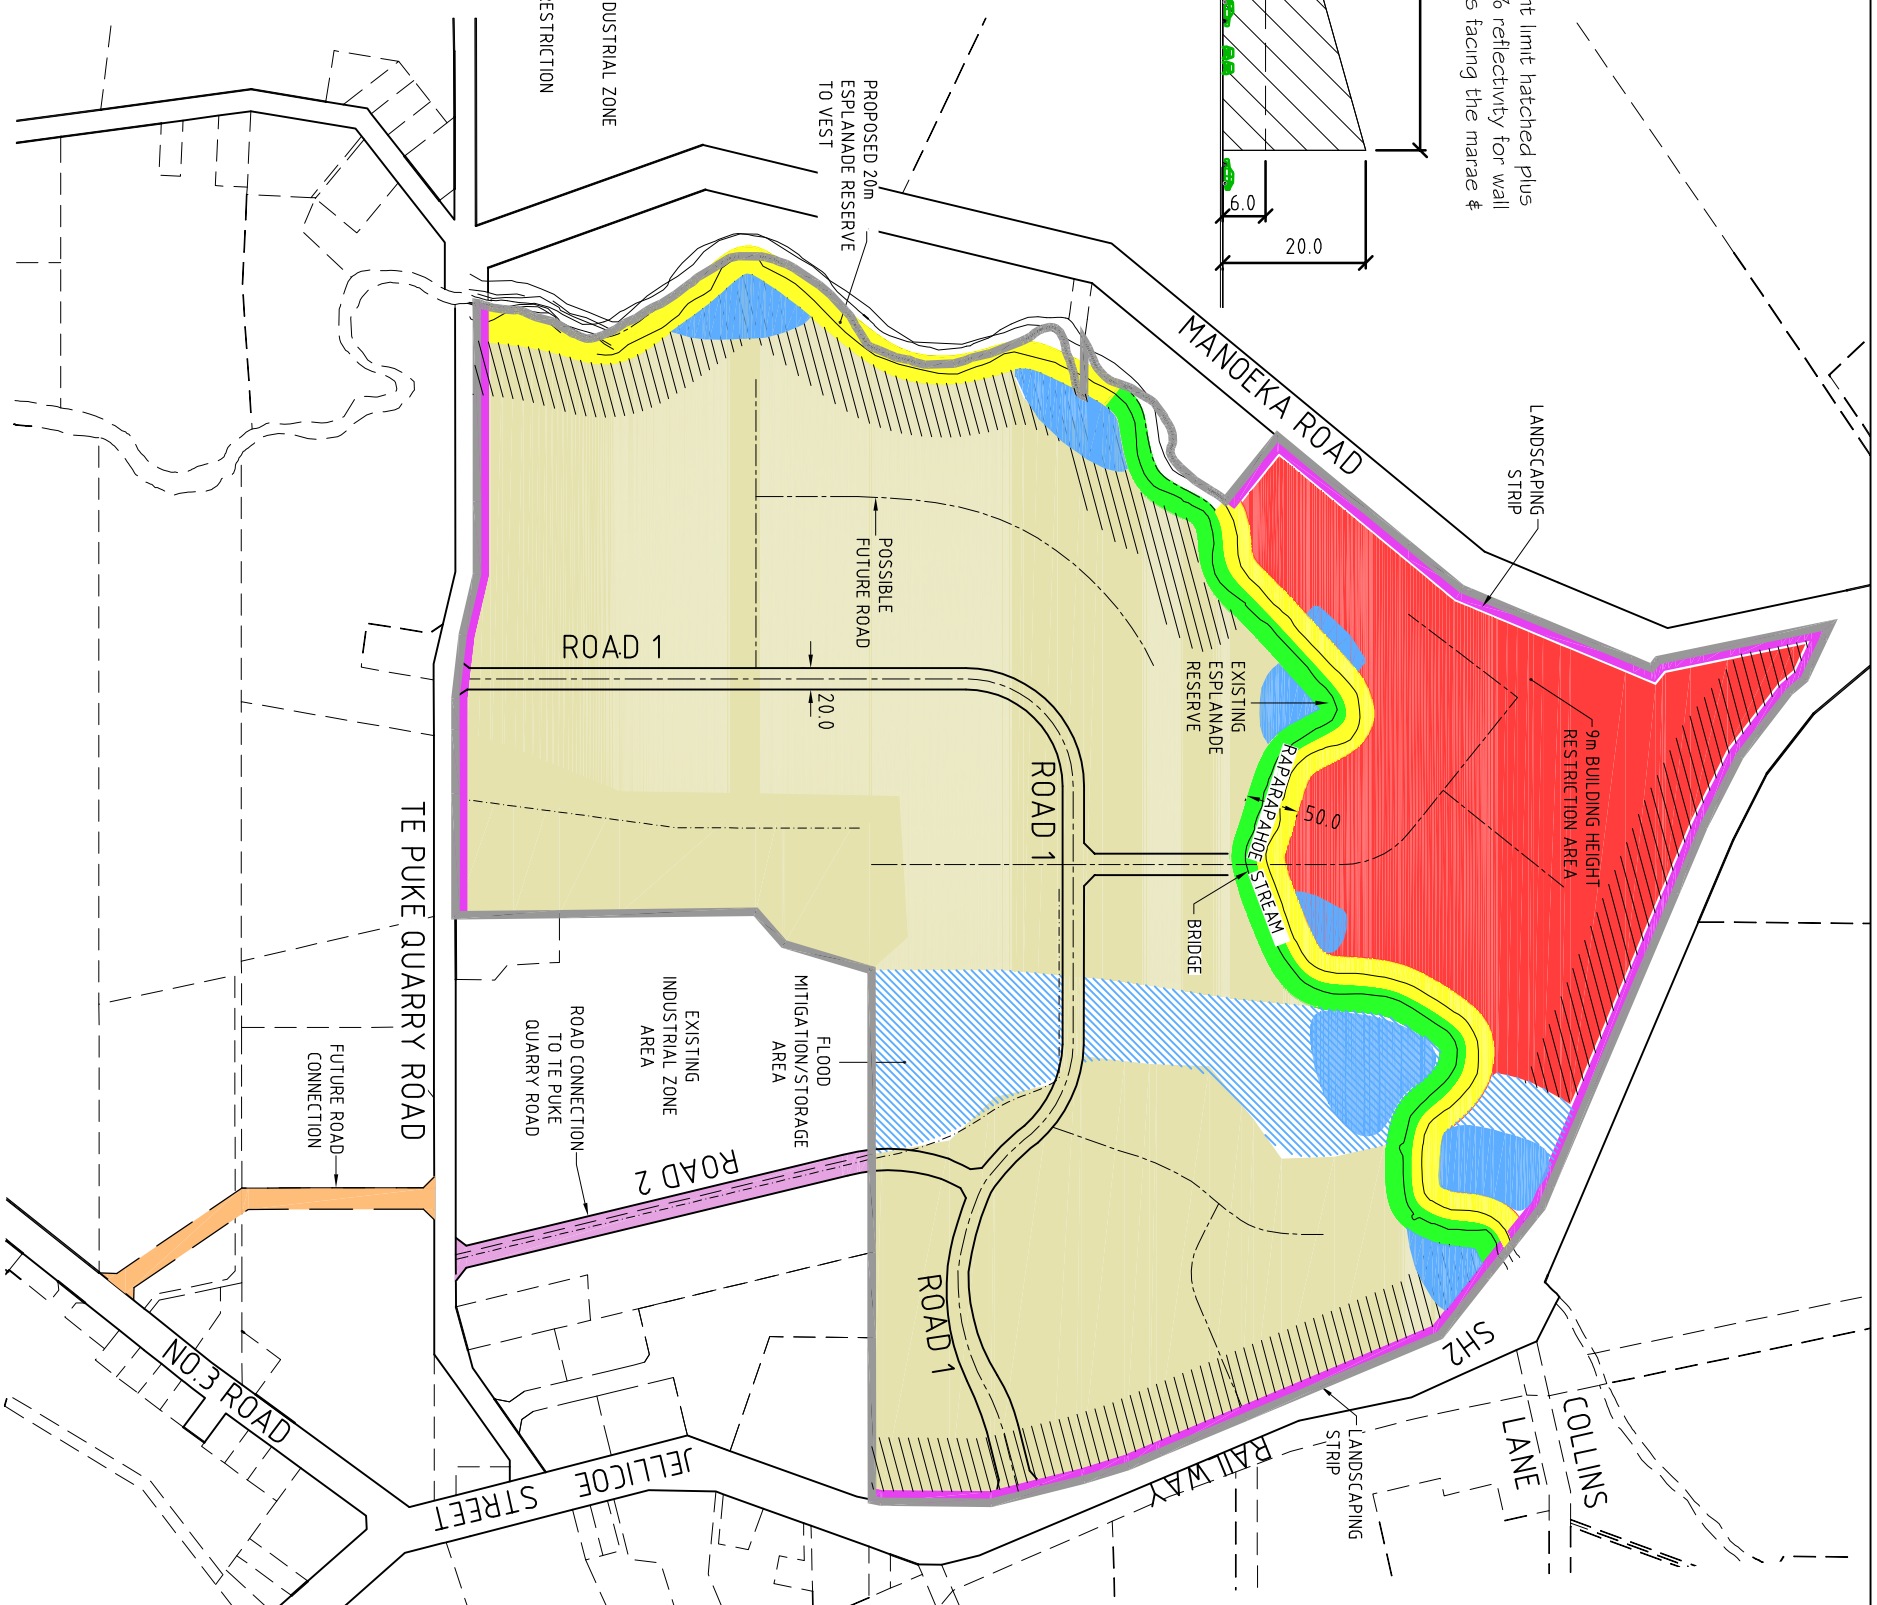 nt limit hatched plus
% reflectivity for wall
s facing the marae &
6.0
20.0
DUSTRIAL ZONE
ESTRICTION
PROPOSED 20m
ESPLANADE RESERVE
TO VEST
MANOEKA ROAD
LANDSCAPING
STRIP
POSSIBLE
FUTURE ROAD
ROAD 1
20.0
EXISTING
ESPLANADE
RESERVE
9m BUILDING HEIGHT
RESTRICTION AREA
RAPARAPAHOE STREAM
50.0
ROAD 1
BRIDGE
TE PUKE QUARRY ROAD
FLOOD
MITIGATION/STORAGE
AREA
EXISTING
INDUSTRIAL ZONE
AREA
ROAD CONNECTION
TO TE PUKE
QUARRY ROAD
FUTURE ROAD
CONNECTION
ROAD 2
ROAD 1
NO.3 ROAD
JELLICOE
STREET
RAILWAY
SH2
LANDSCAPING
STRIP
COLLINS
LANE